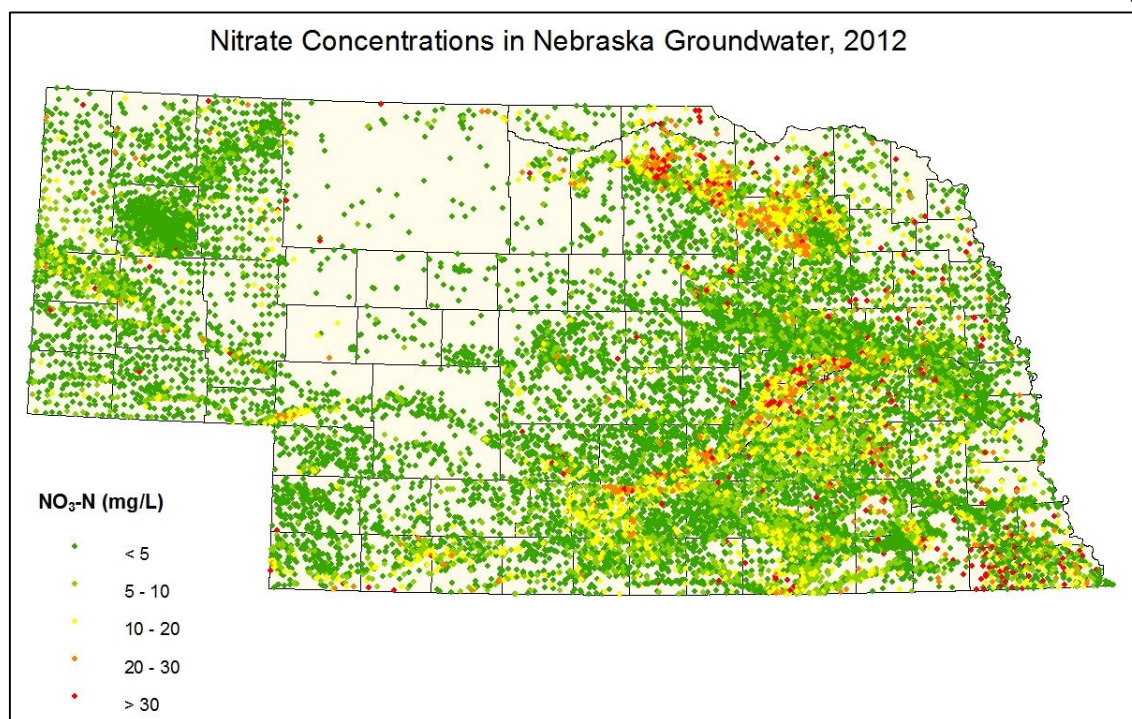 Nitrate Concentrations in Nebraska Groundwater, 2012
NO₃-N (mg/L)
< 5
5 - 10
10 - 20
20 - 30
> 30